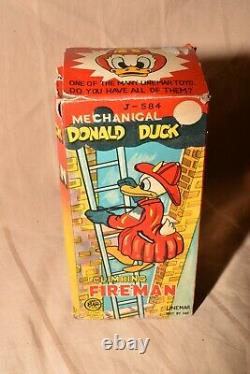 ONE OF THE MANY LINEMAR TOYS.
DO YOU HAVE ALL OF THEM?
J-584
MECHANICAL
DONALD DUCK
CLIMBING
FIREMAN
LINEMAR